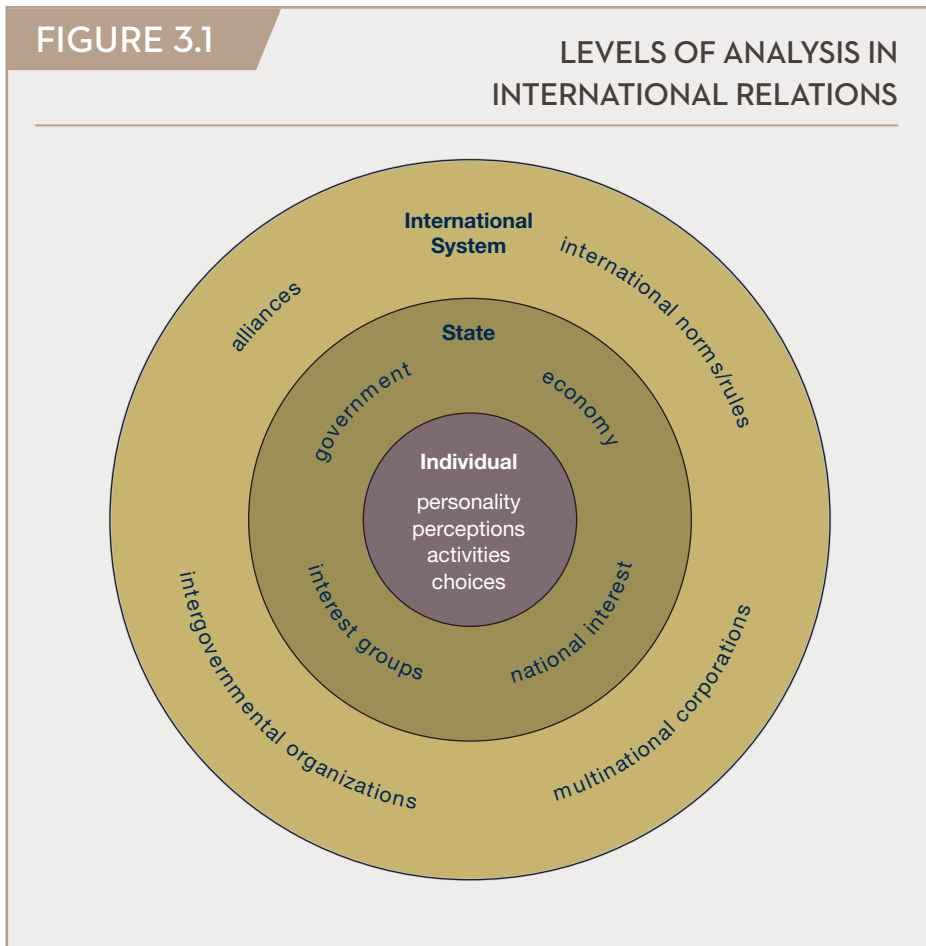 FIGURE 3.1
LEVELS OF ANALYSIS IN
INTERNATIONAL RELATIONS
International
System
alliances
international norms/rules
State
government
economy
Individual
personality
perceptions
activities
choices
interest groups
national interest
intergovernmental organizations
multinational corporations